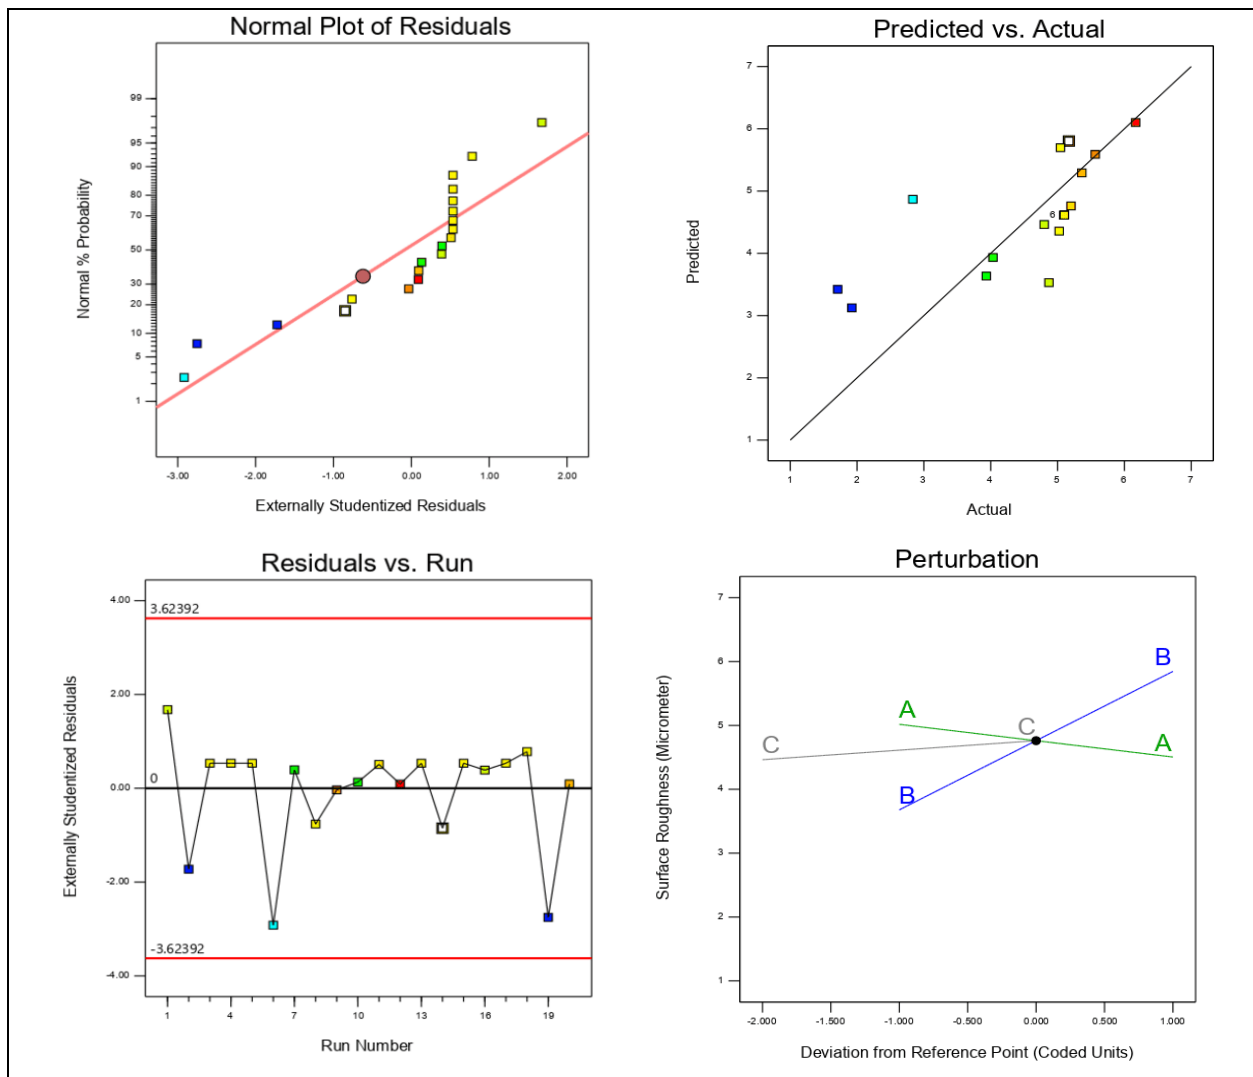 Normal Plot of Residuals
Normal % Probability
99
95
90
80
70
50
30
20
10
5
1
-3.00 -2.00 -1.00 0.00 1.00 2.00
Externally Studentized Residuals
Predicted vs. Actual
Predicted
7
6
5
4
3
2
1
6
1 2 3 4 5 6 7
Actual
Residuals vs. Run
Externally Studentized Residuals
4.00
2.00
0.00
-2.00
-4.00
3.62392
0
-3.62392
1 4 7 10 13 16 19
Run Number
Perturbation
Surface Roughness (Micrometer)
7
6
5
4
3
2
1
B
A
C
C
A
B
-2.000 -1.500 -1.000 -0.500 0.000 0.500 1.000
Deviation from Reference Point (Coded Units)